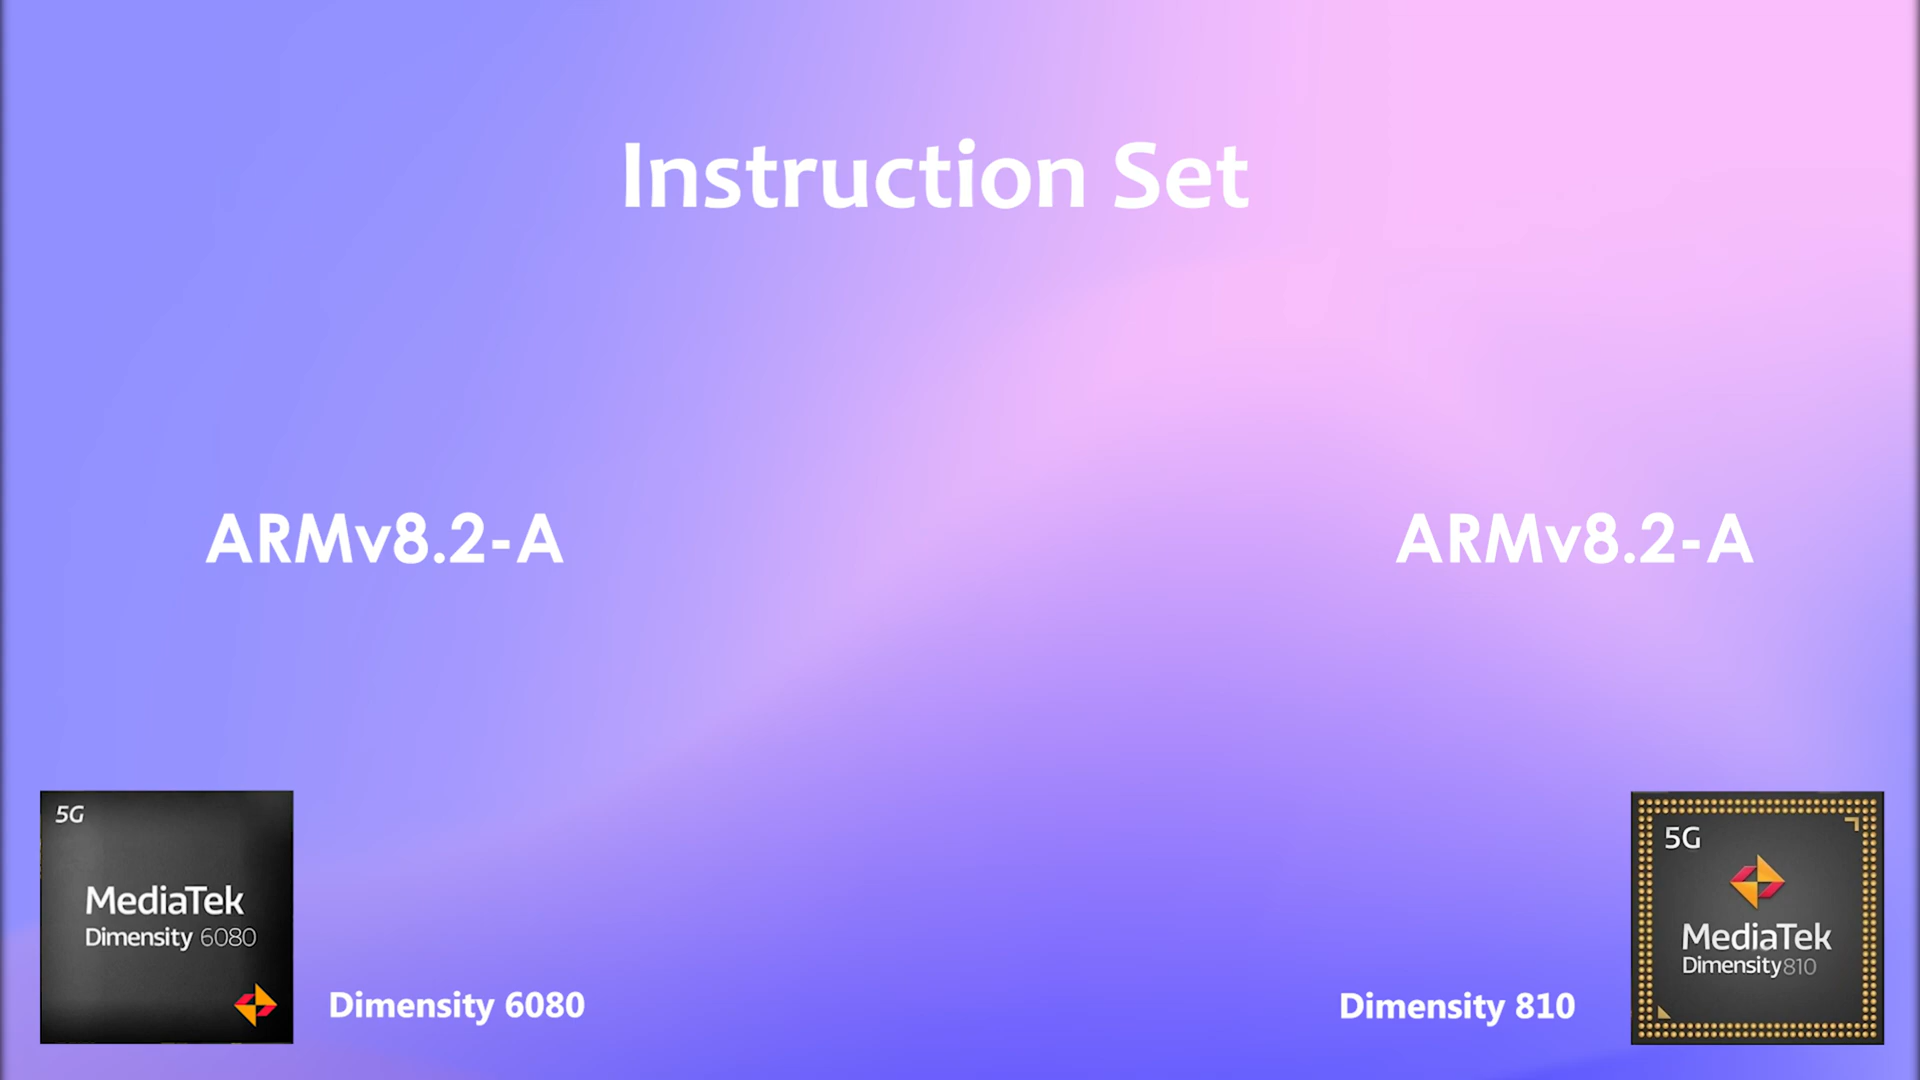 Instruction Set
ARMv8.2-A
ARMv8.2-A
5G
MediaTek
Dimensity 6080
Dimensity 6080
Dimensity 810
5G
MediaTek
Dimensity 810